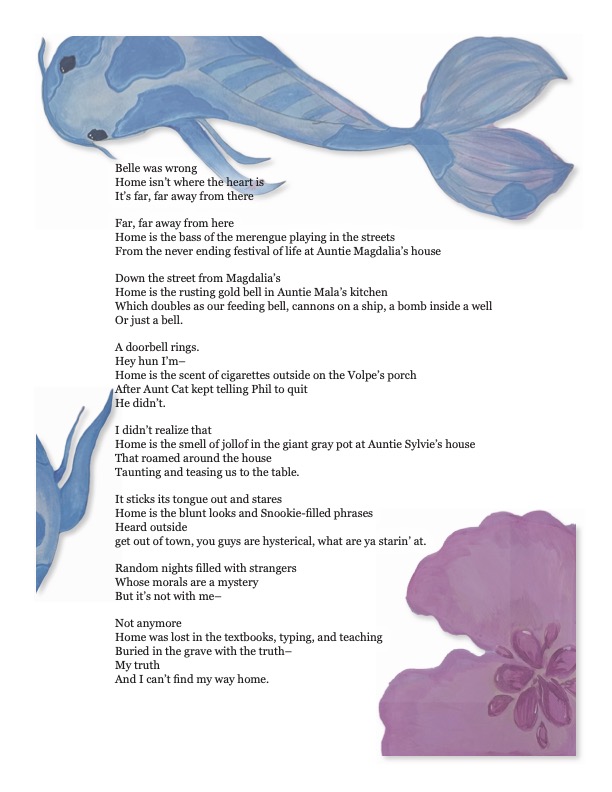 Belle was wrong
Home isn't where the heart is
It's far, far away from there
Far, far away from here
Home is the bass of the merengue playing in the streets
From the never ending festival of life at Auntie Magdalia's house
Down the street from Magdalia's
Home is the rusting gold bell in Auntie Mala's kitchen
Which doubles as our feeding bell, cannons on a ship, a bomb inside a well
Or just a bell.
A doorbell rings.
Hey hun I'm–
Home is the scent of cigarettes outside on the Volpe's porch
After Aunt Cat kept telling Phil to quit
He didn't.
I didn't realize that
Home is the smell of jollof in the giant gray pot at Auntie Sylvie's house
That roamed around the house
Taunting and teasing us to the table.
It sticks its tongue out and stares
Home is the blunt looks and Snookie-filled phrases
Heard outside
get out of town, you guys are hysterical, what are ya starin' at.
Random nights filled with strangers
Whose morals are a mystery
But it's not with me–
Not anymore
Home was lost in the textbooks, typing, and teaching
Buried in the grave with the truth–
My truth
And I can't find my way home.